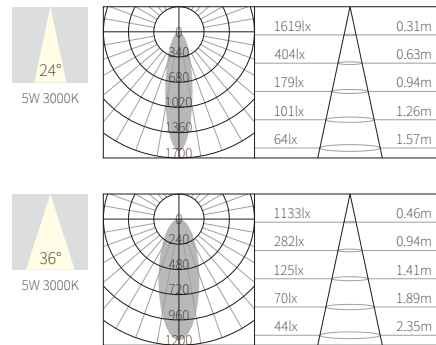 24°
5W 3000K
0
340
680
1020
1360
1700
1619lx 0.31m
404lx 0.63m
179lx 0.94m
101lx 1.26m
64lx 1.57m
36°
5W 3000K
0
240
480
720
960
1200
1133lx 0.46m
282lx 0.94m
125lx 1.41m
70lx 1.89m
44lx 2.35m